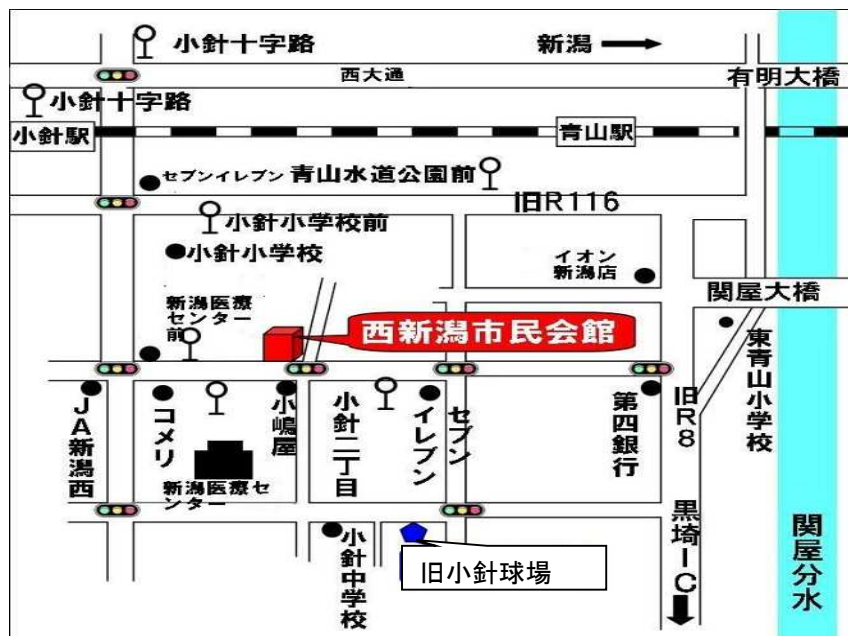 小針十字路
新潟
西大通
有明大橋
小針十字路
小針駅
青山駅
セブンイレブン
青山水道公園前
旧R116
小針小学校前
小針小学校
イオン
新潟店
関屋大橋
新潟医療
センター
前
西新潟市民会館
東青山小学校
JA新潟西
コメリ
小嶋屋
小針二丁目
セブン
イレブン
第四銀行
旧R8
新潟医療セ
ンター
黒埼IC
関屋分水
小針中学校
旧小針球場